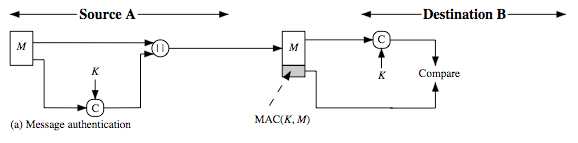 Source A
Destination B
M
||
M
C
K
K
Compare
C
MAC(K, M)
(a) Message authentication